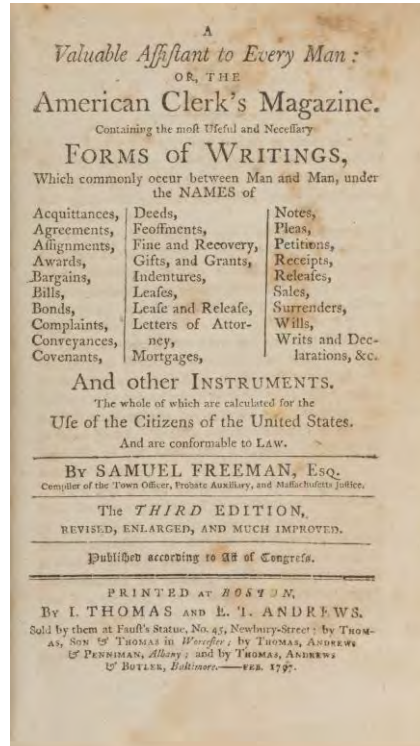 A
Valuable Aſſiſtant to Every Man :
OR, THE
American Clerk's Magazine.
Containing the moſt Uſeful and Neceſſary
FORMS of WRITINGS,
Which commonly occur between Man and Man, under
the NAMES of
Acquittances,
Agreements,
Aſſignments,
Awards,
Bargains,
Bills,
Bonds,
Complaints,
Conveyances,
Covenants,
Deeds,
Feoffments,
Fine and Recovery,
Gifts, and Grants,
Indentures,
Leaſes,
Leaſe and Releaſe,
Letters of Attor-
ney,
Mortgages,
Notes,
Pleas,
Petitions,
Receipts,
Releaſes,
Sales,
Surrenders,
Wills,
Writs and Dec-
larations, &c.
And other INSTRUMENTS.
The whole of which are calculated for the
Uſe of the Citizens of the United States.
And are conformable to LAW.
BY SAMUEL FREEMAN, ESQ.
Compiler of the Town Officer, Probate Auxiliary, and Maſſachuſetts Juſtice.
The THIRD EDITION,
REVISED, ENLARGED, AND MUCH IMPROVED.
Publiſhed according to Act of Congreſs.
PRINTED AT BOSTON,
BY I. THOMAS AND E. T. ANDREWS.
Sold by them at Fauſt's Statue, No. 45, Newbury-Street ; by THOM-
AS, SON & THOMAS in Worceſter ; by THOMAS, ANDREWS
& PENNIMAN, Albany ; and by THOMAS, ANDREWS
& BUTLER, Baltimore.——FEB. 1797.